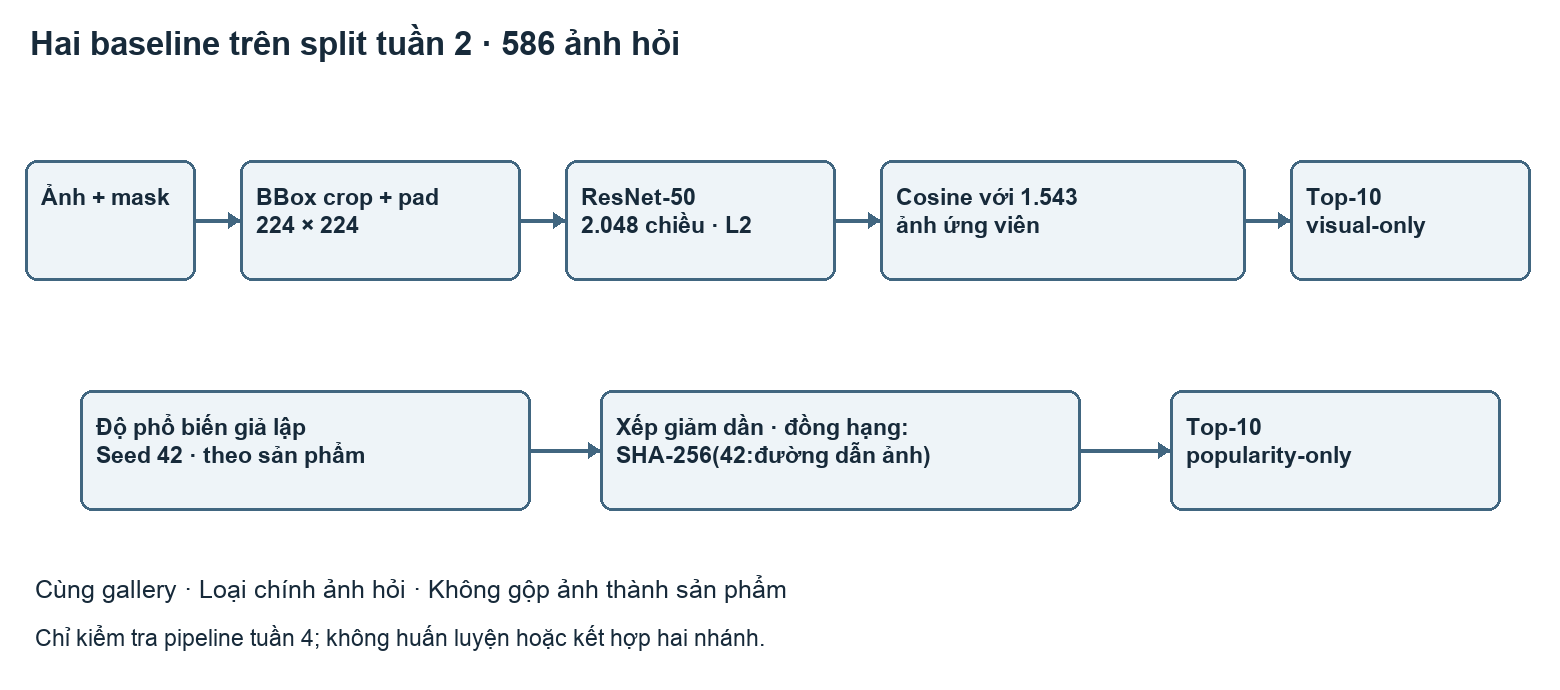 Hai baseline trên split tuần 2 · 586 ảnh hỏi
Ảnh + mask
BBox crop + pad
224 × 224
ResNet-50
2.048 chiều · L2
Cosine với 1.543
ảnh ứng viên
Top-10
visual-only
Độ phổ biến giả lập
Seed 42 · theo sản phẩm
Xếp giảm dần · đồng hạng:
SHA-256(42:đường dẫn ảnh)
Top-10
popularity-only
Cùng gallery · Loại chính ảnh hỏi · Không gộp ảnh thành sản phẩm
Chỉ kiểm tra pipeline tuần 4; không huấn luyện hoặc kết hợp hai nhánh.